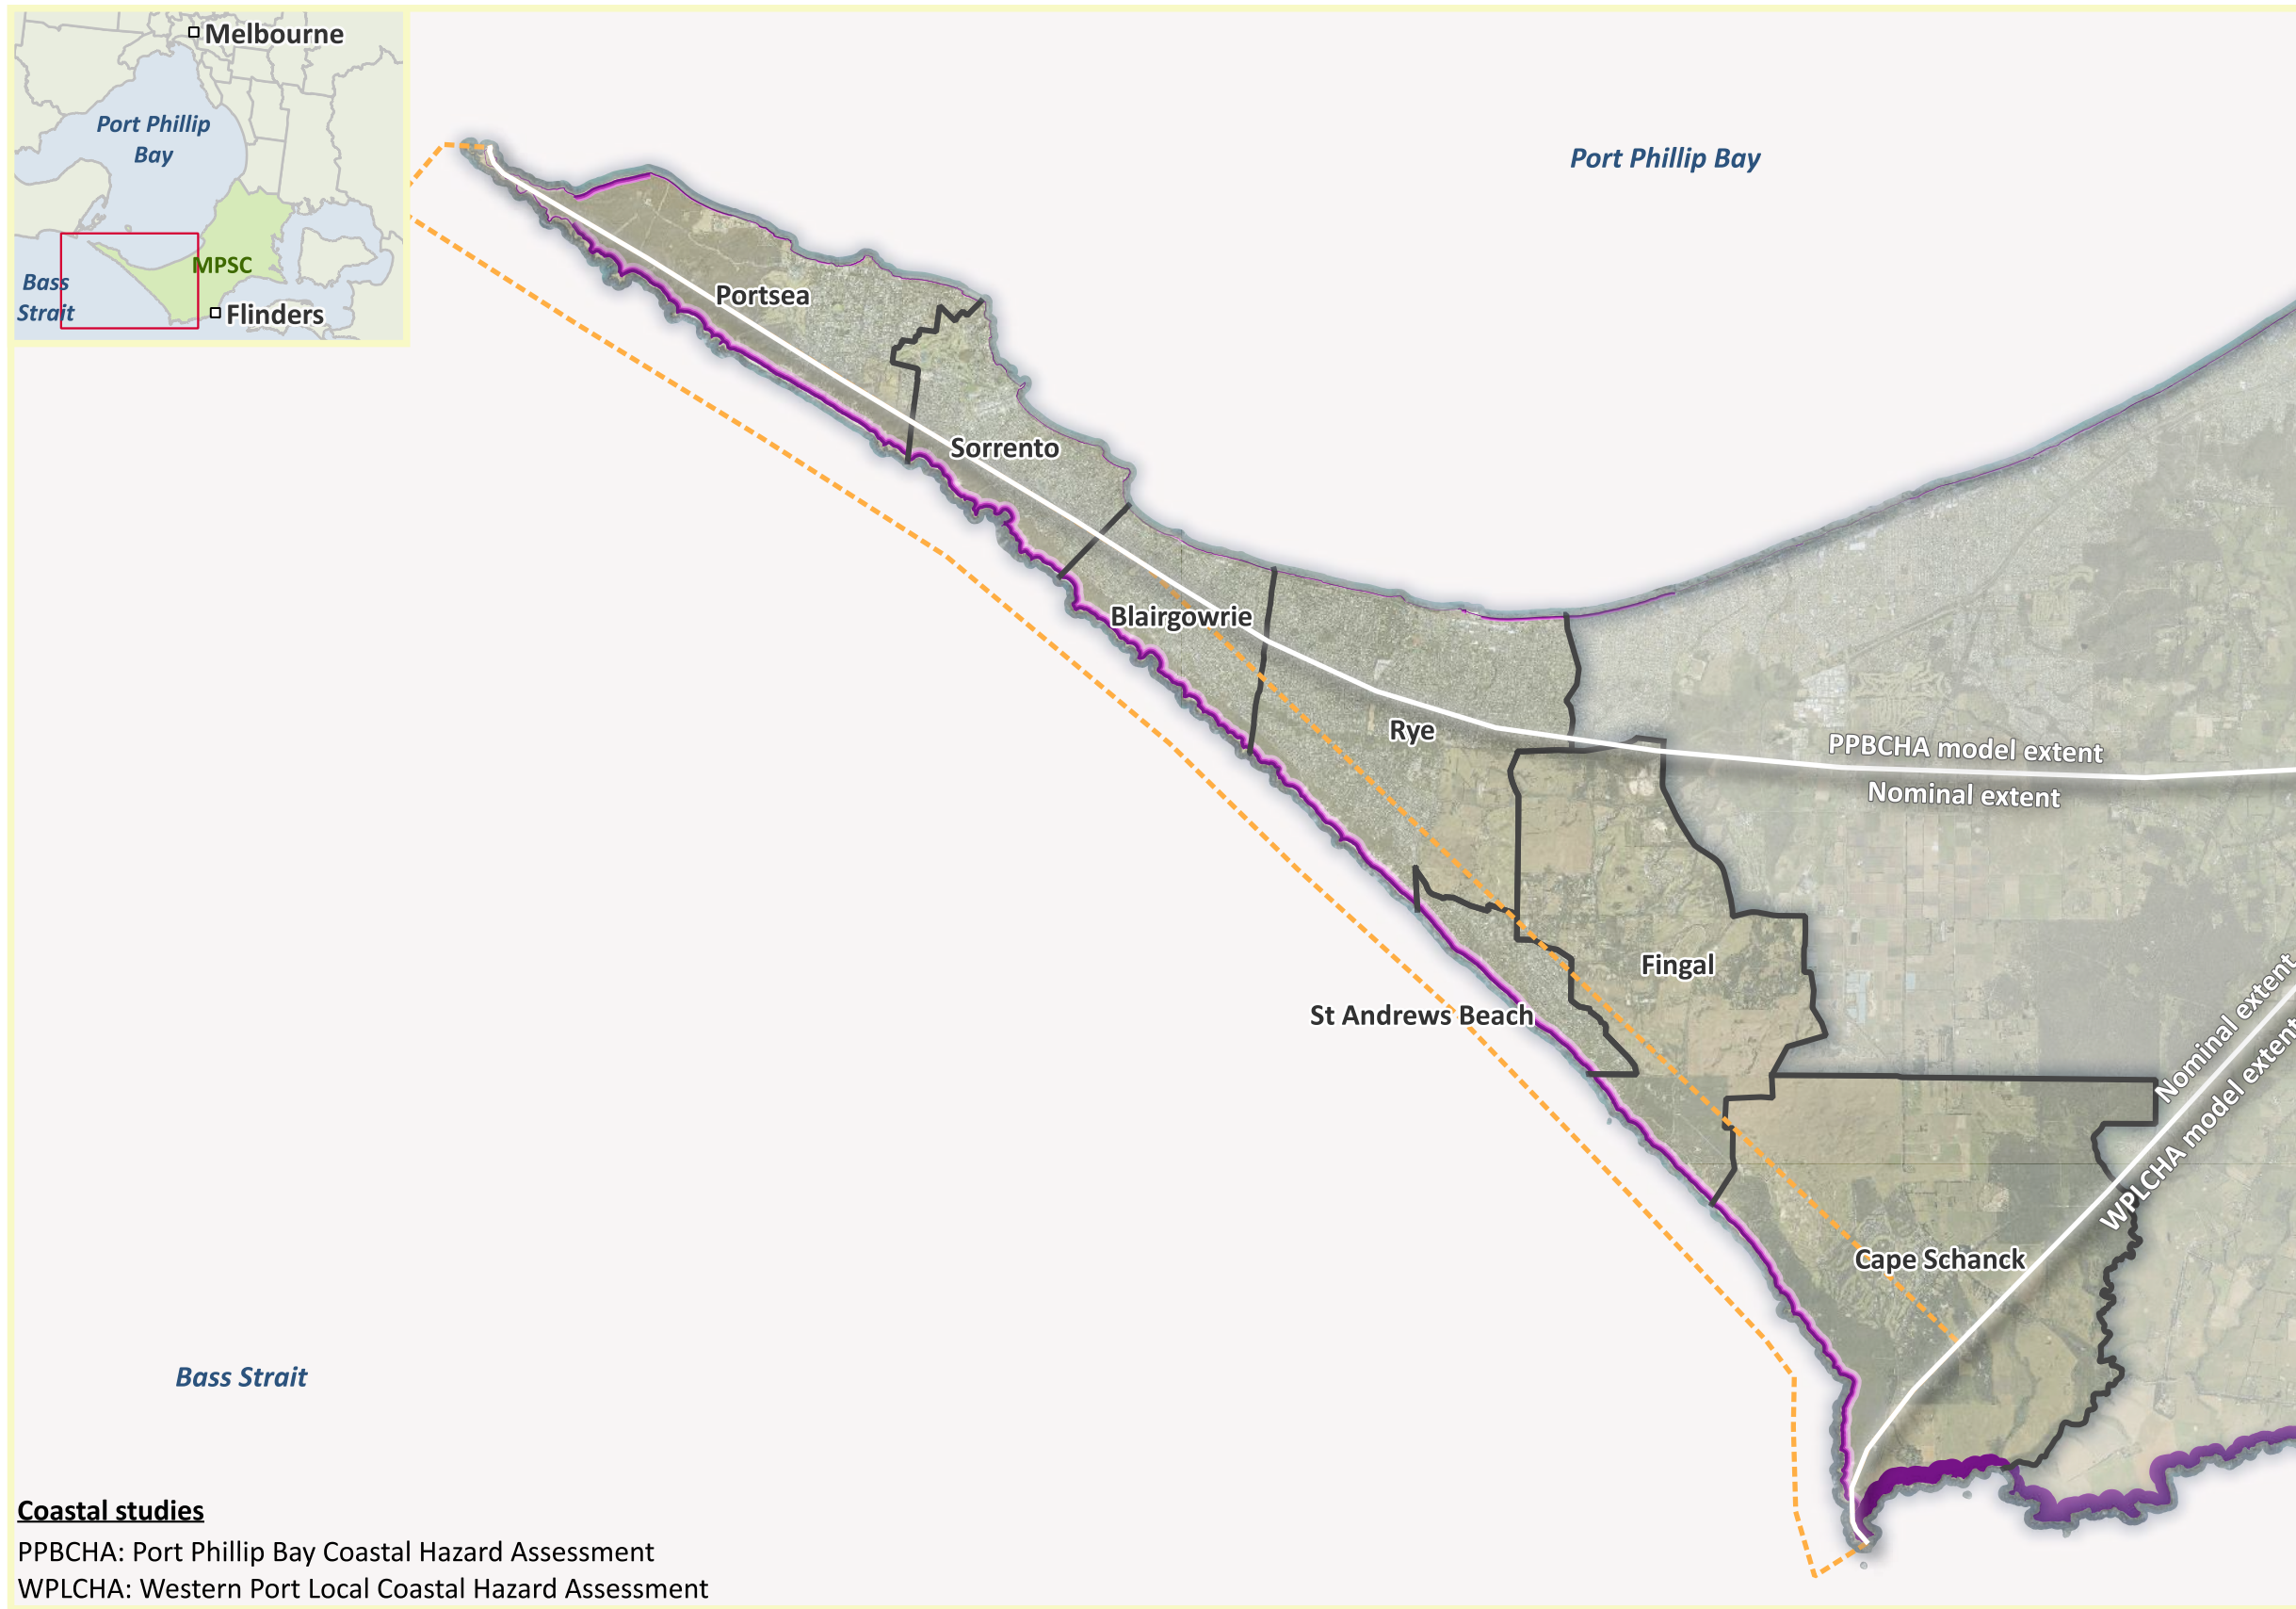 Melbourne
Port Phillip
Bay
MPSC
Bass
Strait
Flinders
Port Phillip Bay
Portsea
Sorrento
Blairgowrie
Rye
PPBCHA model extent
Nominal extent
Fingal
St Andrews Beach
Nominal extent
WPLCHA model extent
Cape Schanck
Bass Strait
Coastal studies
PPBCHA: Port Phillip Bay Coastal Hazard Assessment
WPLCHA: Western Port Local Coastal Hazard Assessment